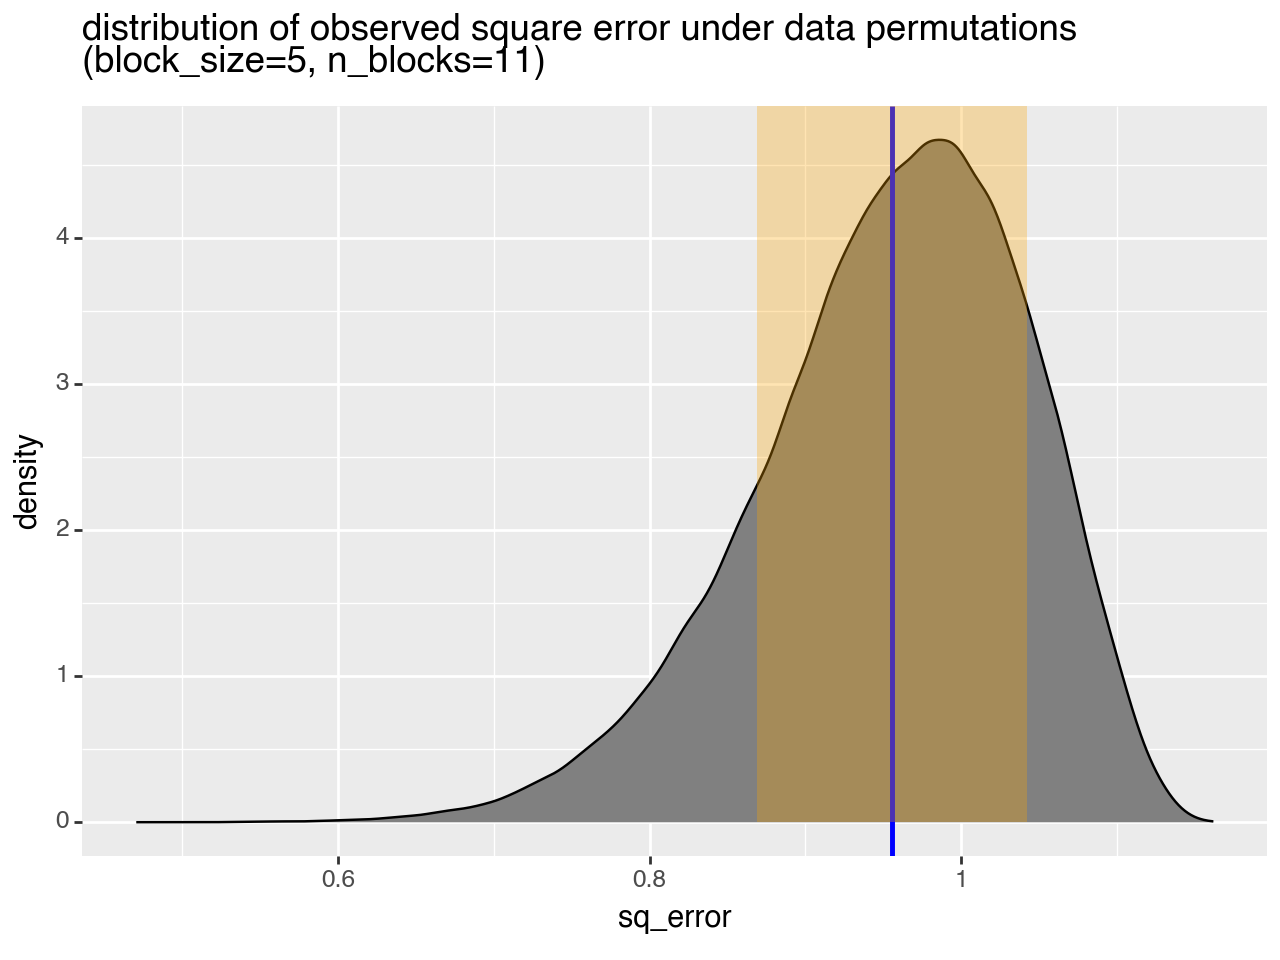 distribution of observed square error under data permutations
(block_size=5, n_blocks=11)
4
3
2
1
0
density
0.6
0.8
1
sq_error